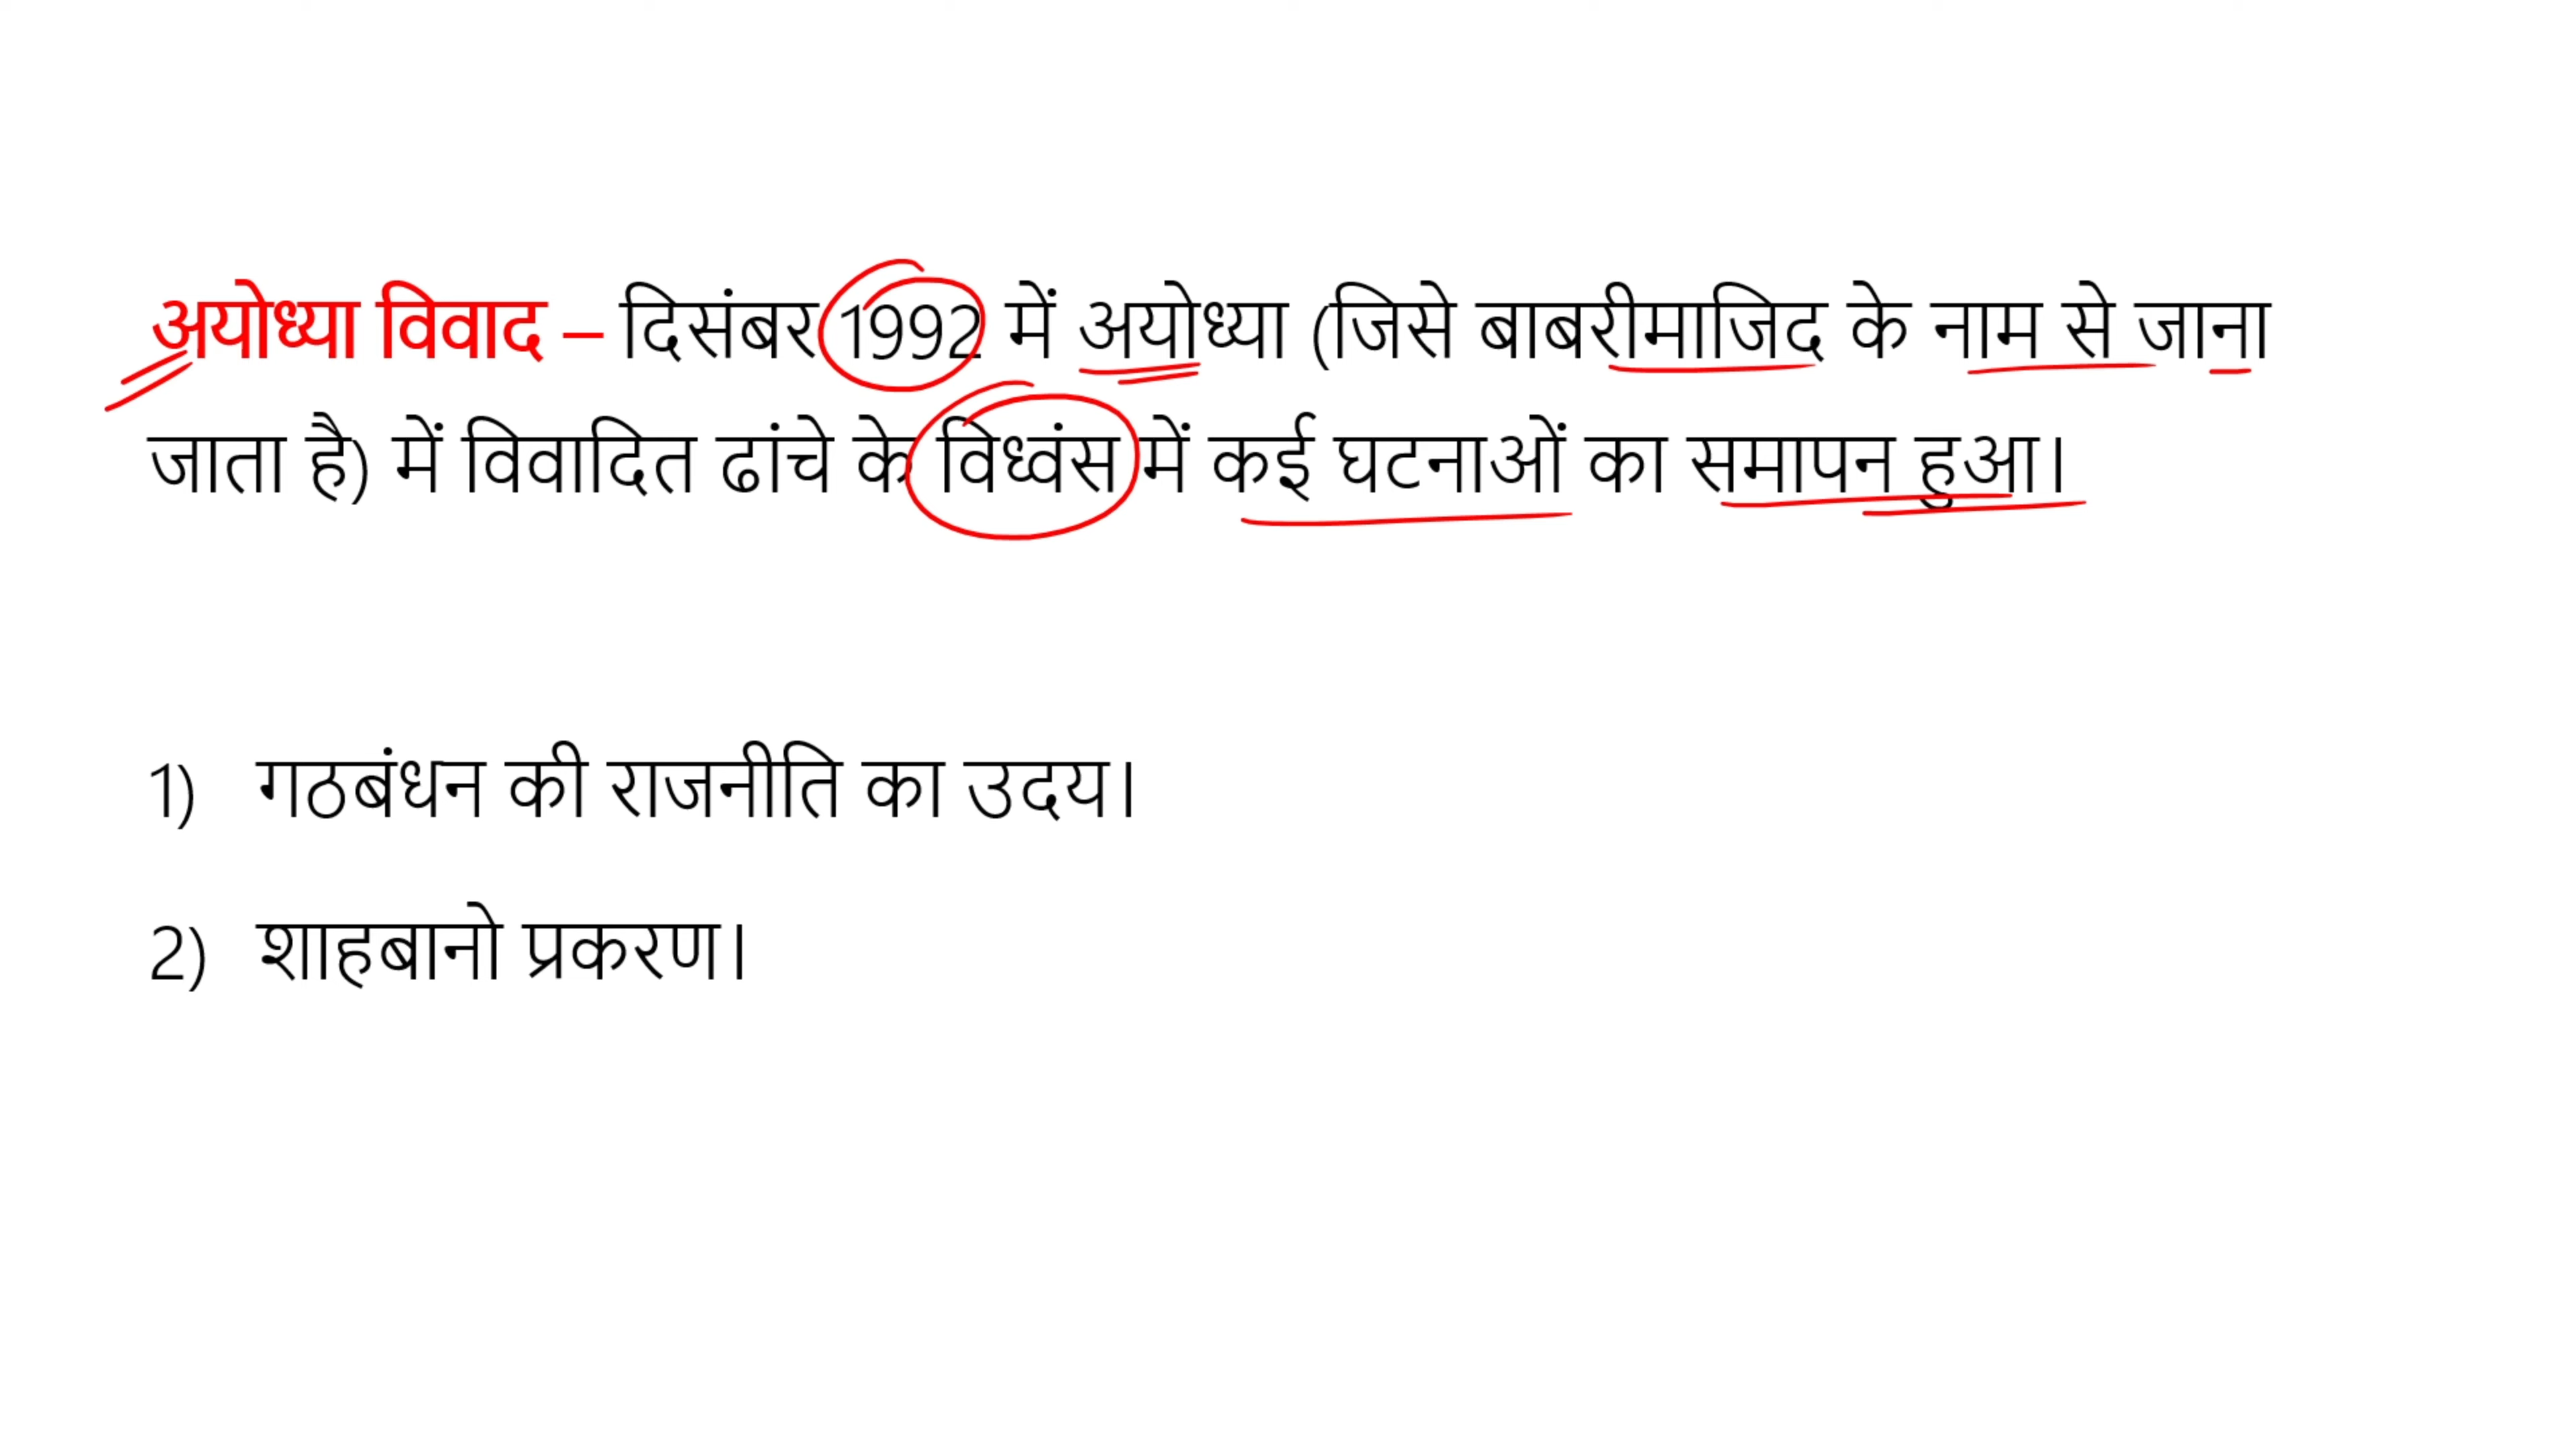 अयोध्या विवाद – दिसंबर 1992 में अयोध्या (जिसे बाबरीमाजिद के नाम से जाना
जाता है) में विवादित ढांचे के विध्वंस में कई घटनाओं का समापन हुआ।
1) गठबंधन की राजनीति का उदय।
2) शाहबानो प्रकरण।